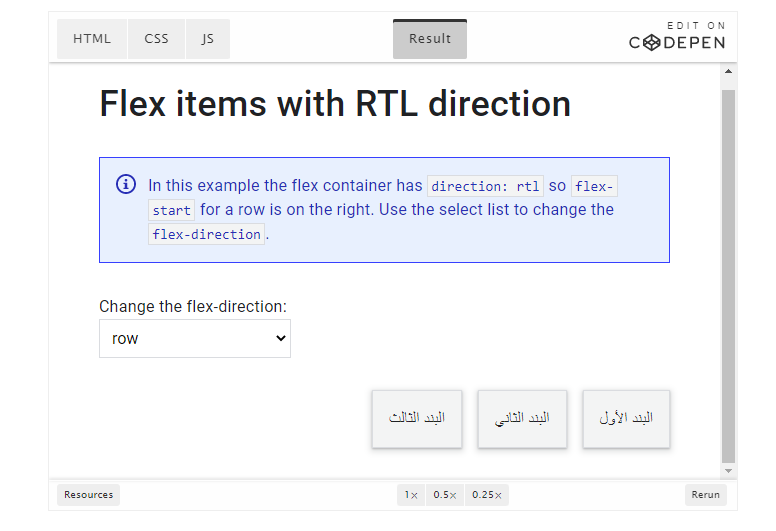 HTML
CSS
JS
Result
EDIT ON
CODEPEN
Flex items with RTL direction
In this example the flex container has direction: rtl so flex-
start for a row is on the right. Use the select list to change the
flex-direction.
Change the flex-direction:
row
البند الأول
البند الثاني
البند الثالث
Resources
1×
0.5×
0.25×
Rerun